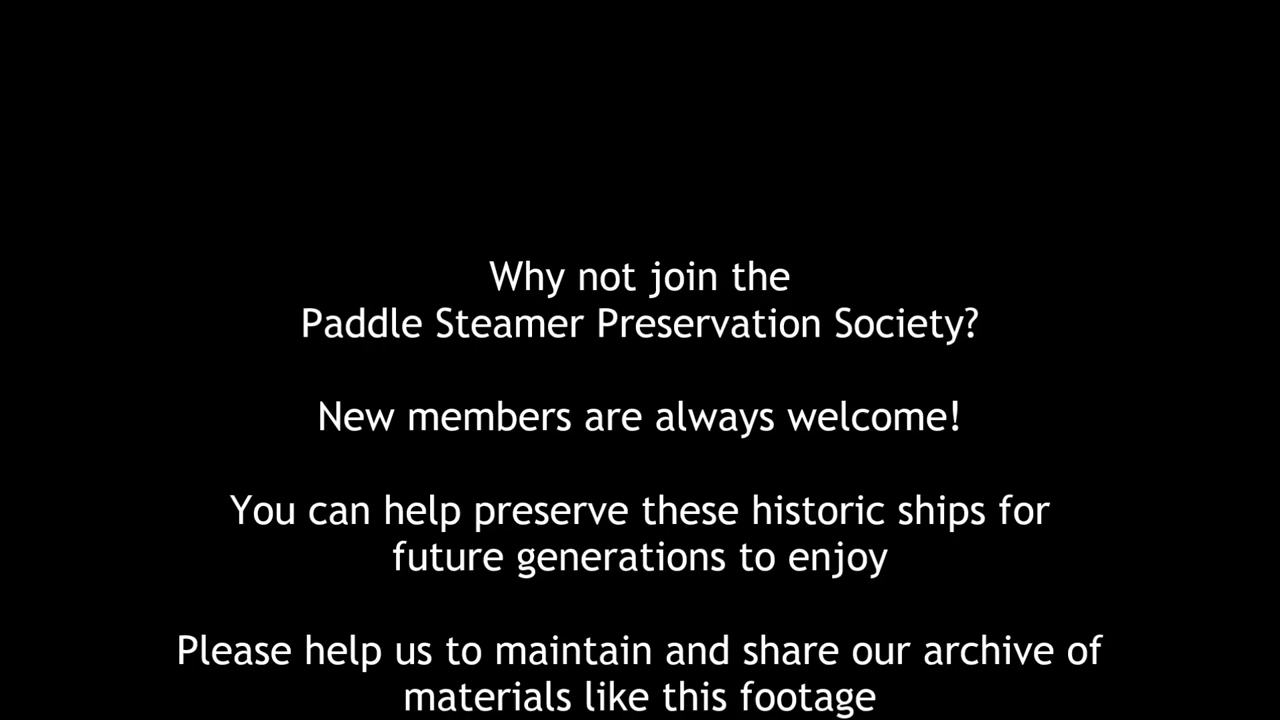 Why not join the
Paddle Steamer Preservation Society?
New members are always welcome!
You can help preserve these historic ships for
future generations to enjoy
Please help us to maintain and share our archive of
materials like this footage